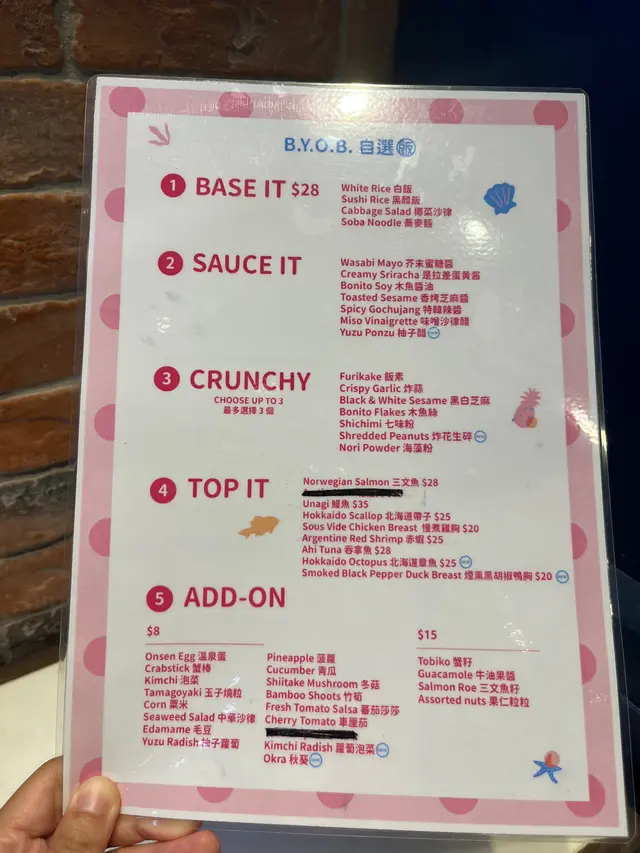 B.Y.O.B. 自選飯
1 BASE IT $28
White Rice 白飯
Sushi Rice 黑醋飯
Cabbage Salad 椰菜沙律
Soba Noodle 蕎麥麵
2 SAUCE IT
Wasabi Mayo 芥末蜜糖醬
Creamy Sriracha 是拉差蛋黃酱
Bonito Soy 木魚醬油
Toasted Sesame 香烤芝麻醬
Spicy Gochujang 特韓辣醬
Miso Vinaigrette 味噌沙律醋
Yuzu Ponzu 柚子醋 NEW
3 CRUNCHY
CHOOSE UP TO 3
最多選擇 3 個
Furikake 飯素
Crispy Garlic 炸蒜
Black & White Sesame 黑白芝麻
Bonito Flakes 木魚絲
Shichimi 七味粉
Shredded Peanuts 炸花生碎 NEW
Nori Powder 海藻粉
4 TOP IT
Norwegian Salmon 三文魚 $28
Unagi 鰻魚 $35
Hokkaido Scallop 北海道帶子 $25
Sous Vide Chicken Breast 慢煮雞胸 $20
Argentine Red Shrimp 赤蝦 $25
Ahi Tuna 吞拿魚 $28
Hokkaido Octopus 北海道章魚 $25 NEW
Smoked Black Pepper Duck Breast 煙熏黑胡椒鴨胸 $20 NEW
5 ADD-ON
$8
Onsen Egg 溫泉蛋
Crabstick 蟹棒
Kimchi 泡菜
Tamagoyaki 玉子燒粒
Corn 粟米
Seaweed Salad 中華沙律
Edamame 毛豆
Yuzu Radish 柚子蘿蔔
Pineapple 菠蘿
Cucumber 青瓜
Shiitake Mushroom 冬菇
Bamboo Shoots 竹筍
Fresh Tomato Salsa 蕃茄莎莎
Cherry Tomato 車厘茄
Kimchi Radish 蘿蔔泡菜 NEW
Okra 秋葵 NEW
$15
Tobiko 蟹籽
Guacamole 牛油果醬
Salmon Roe 三文魚籽
Assorted nuts 果仁粒粒